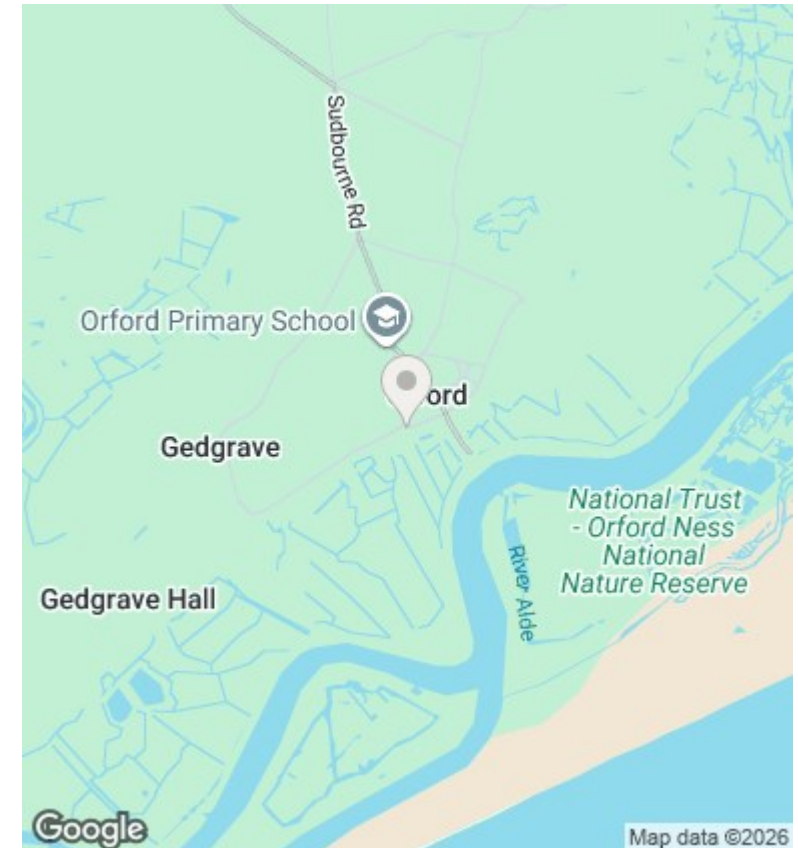 Sudbourne Rd
Orford Primary School
ord
Gedgrave
National Trust
- Orford Ness
National
Nature Reserve
River Alde
Gedgrave Hall
Google
Map data ©2026